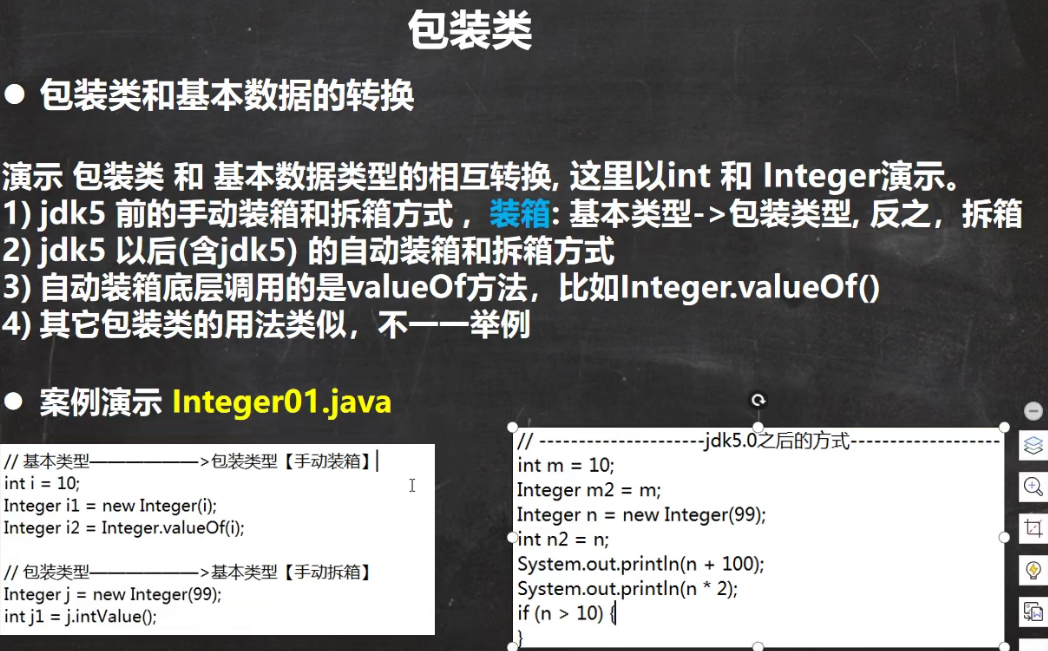 包装类
● 包装类和基本数据的转换
演示 包装类 和 基本数据类型的相互转换, 这里以int 和 Integer演示。
1) jdk5 前的手动装箱和拆箱方式 ，装箱: 基本类型->包装类型, 反之，拆箱
2) jdk5 以后(含jdk5) 的自动装箱和拆箱方式
3) 自动装箱底层调用的是valueOf方法，比如Integer.valueOf()
4) 其它包装类的用法类似，不一一举例
● 案例演示 Integer01.java
// 基本类型——————>包装类型【手动装箱】
int i = 10;
Integer i1 = new Integer(i);
Integer i2 = Integer.valueOf(i);
// 包装类型——————>基本类型【手动拆箱】
Integer j = new Integer(99);
int j1 = j.intValue();
// ---------------------jdk5.0之后的方式-------------------
int m = 10;
Integer m2 = m;
Integer n = new Integer(99);
int n2 = n;
System.out.println(n + 100);
System.out.println(n * 2);
if (n > 10) {
}